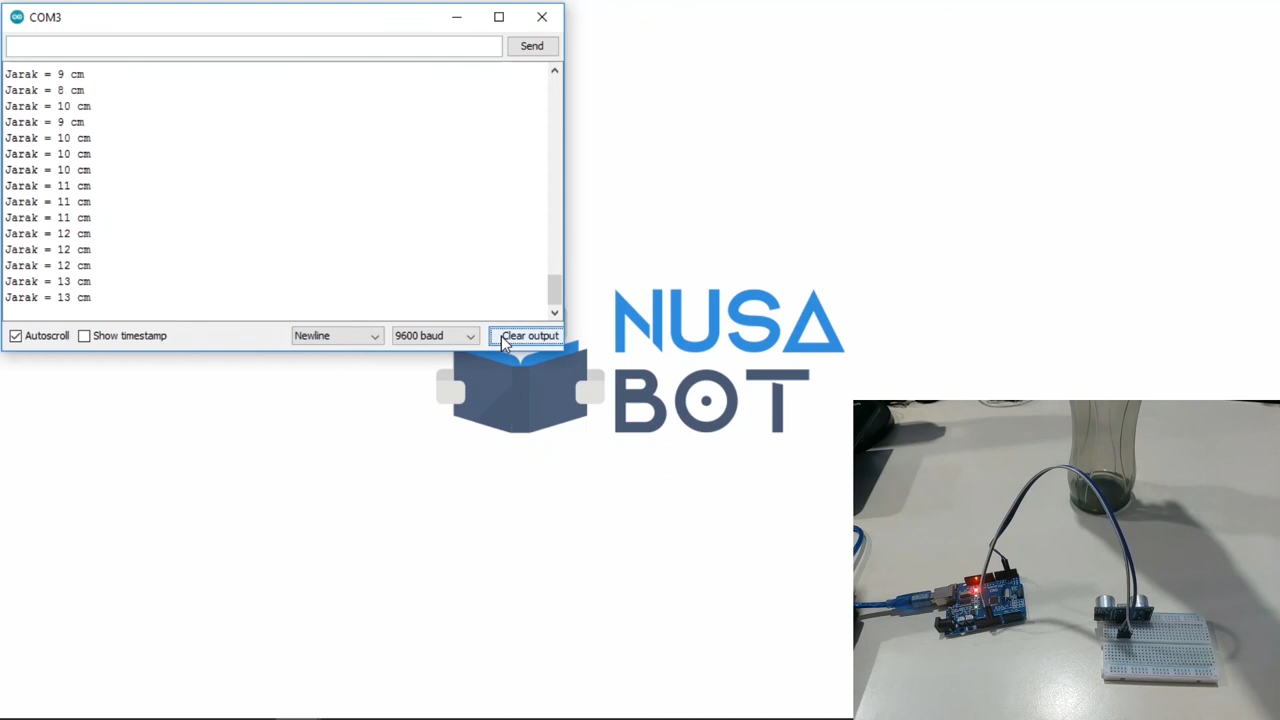 COM3
Send
Jarak = 9 cm
Jarak = 8 cm
Jarak = 10 cm
Jarak = 9 cm
Jarak = 10 cm
Jarak = 10 cm
Jarak = 10 cm
Jarak = 11 cm
Jarak = 11 cm
Jarak = 11 cm
Jarak = 12 cm
Jarak = 12 cm
Jarak = 12 cm
Jarak = 13 cm
Jarak = 13 cm
Autoscroll Show timestamp Newline 9600 baud Clear output
NUSA
BOT